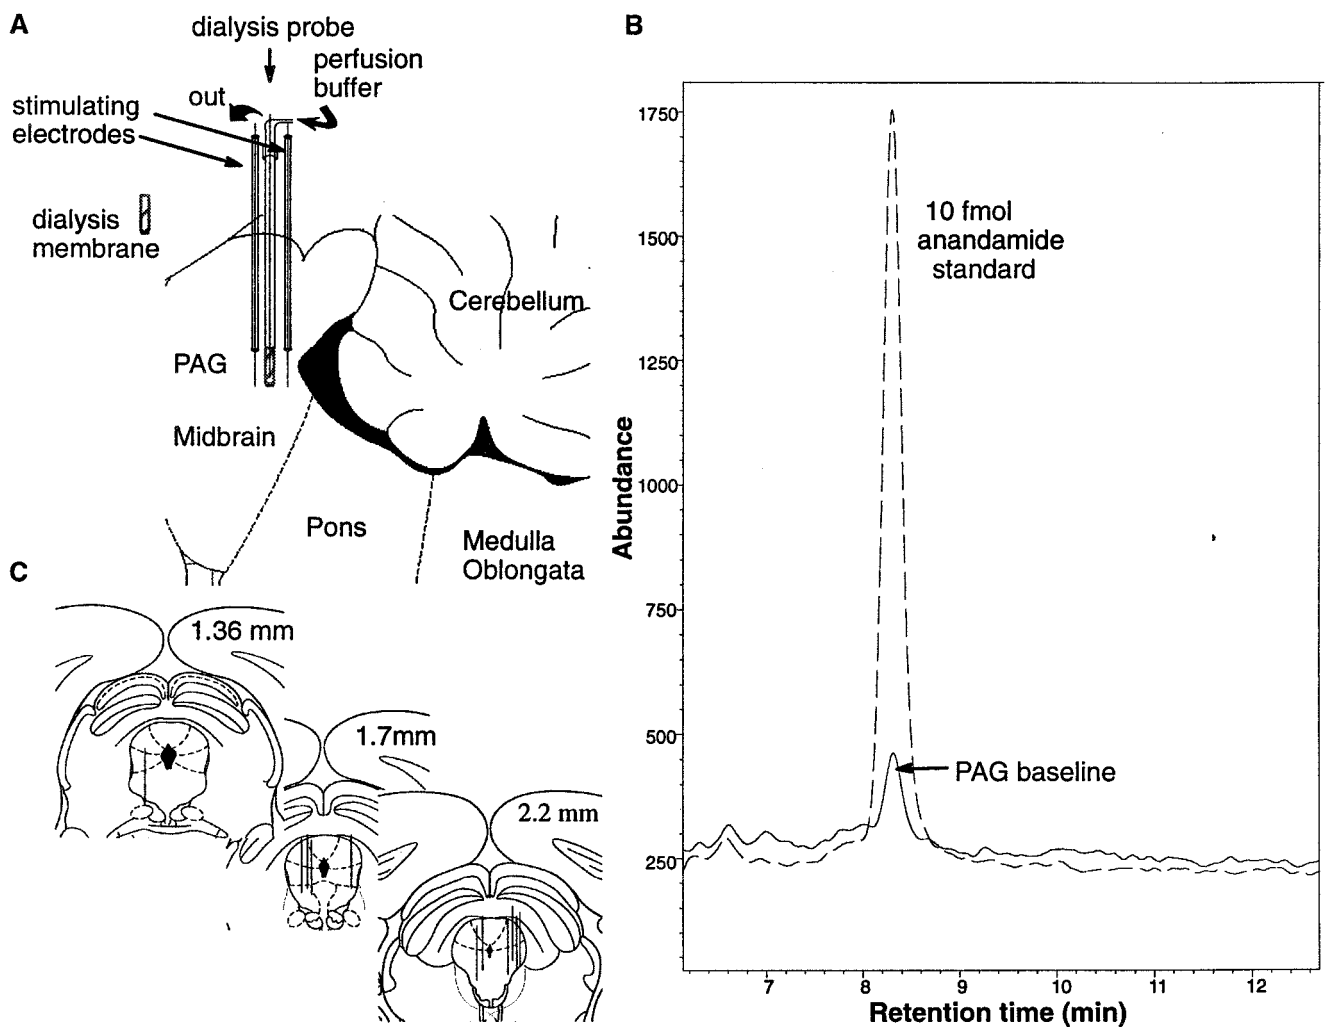 A
dialysis probe
perfusion
buffer
out
stimulating
electrodes
dialysis
membrane
Cerebellum
PAG
Midbrain
Pons
Medulla
Oblongata
B
1750
1500
1250
1000
750
500
250
Abundance
10 fmol
anandamide
standard
PAG baseline
7
8
9
10
11
12
Retention time (min)
C
1.36 mm
1.7mm
2.2 mm